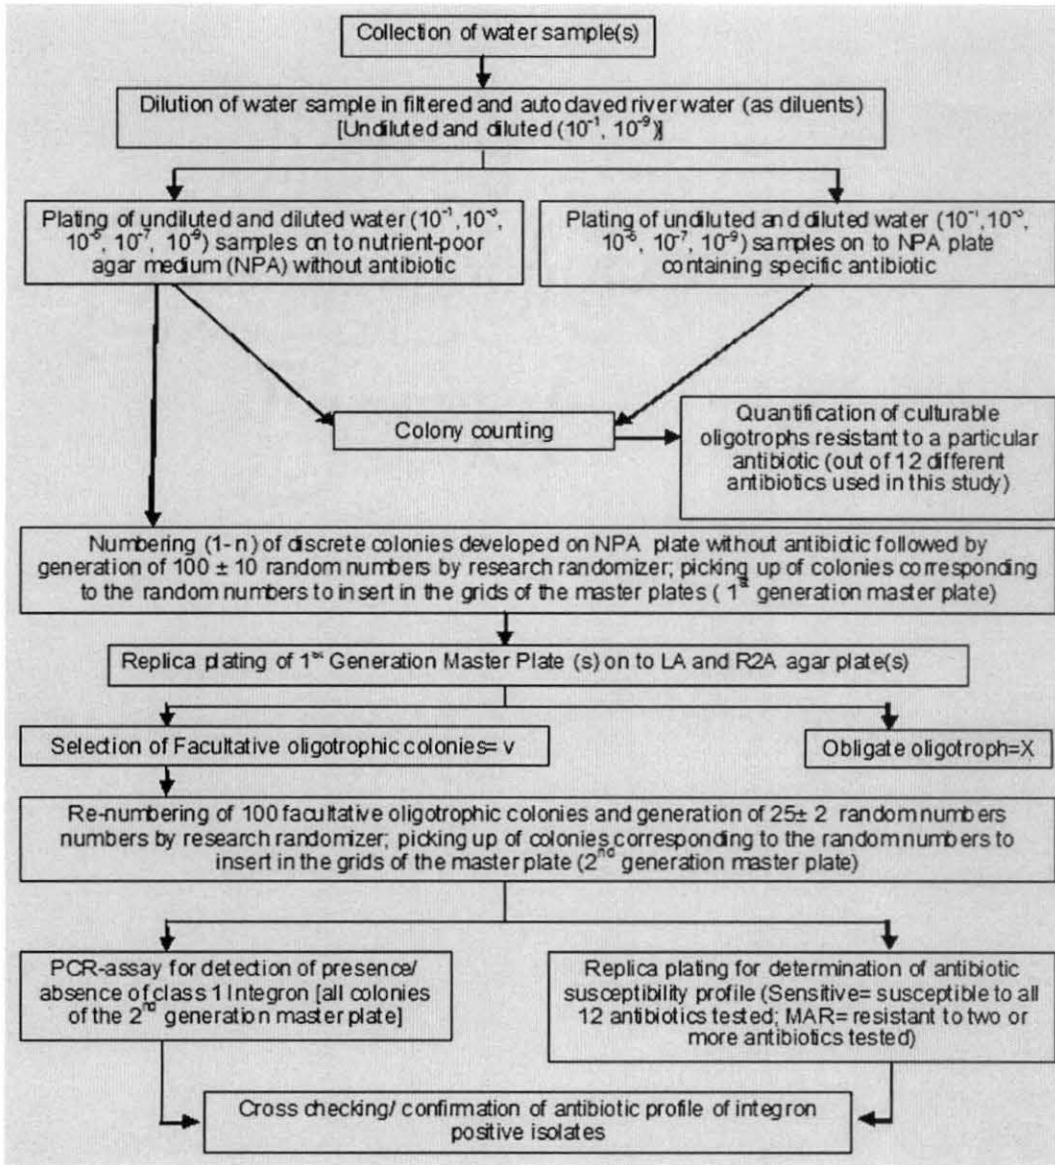 Collection of water sample(s)
Dilution of water sample in filtered and autodaved river water (as diluents)
[Undiluted and diluted (10⁻¹, 10⁻⁹)]
Plating of undiluted and diluted water (10⁻¹,10⁻³,
10⁻⁵, 10⁻⁷, 10⁻⁹) samples on to nutrient-poor
agar medium (NPA) without antibiotic
Plating of undiluted and diluted water (10⁻¹,10⁻³,
10⁻⁵, 10⁻⁷, 10⁻⁹) samples on to NPA plate
containing specific antibiotic
Colony counting
Quantification of culturable
oligotrophs resistant to a particular
antibiotic (out of 12 different
antibiotics used in this study)
Numbering (1-n) of discrete colonies developed on NPA plate without antibiotic followed by
generation of 100 ± 10 random numbers by research randomizer; picking up of colonies corresponding
to the random numbers to insert in the grids of the master plates ( 1st generation master plate)
Replica plating of 1st Generation Master Plate (s) on to LA and R2A agar plate(s)
Selection of Facultative oligotrophic colonies= v
Obligate oligotroph=X
Re-numbering of 100 facultative oligotrophic colonies and generation of 25± 2 random numbers
numbers by research randomizer; picking up of colonies corresponding to the random numbers to
insert in the grids of the master plate (2nd generation master plate)
PCR-assay for detection of presence/
absence of class 1 Integron [all colonies
of the 2nd generation master plate]
Replica plating for determination of antibiotic
susceptibility profile (Sensitive= susceptible to all
12 antibiotics tested; MAR= resistant to two or
more antibiotics tested)
Cross checking/ confirmation of antibiotic profile of integron
positive isolates